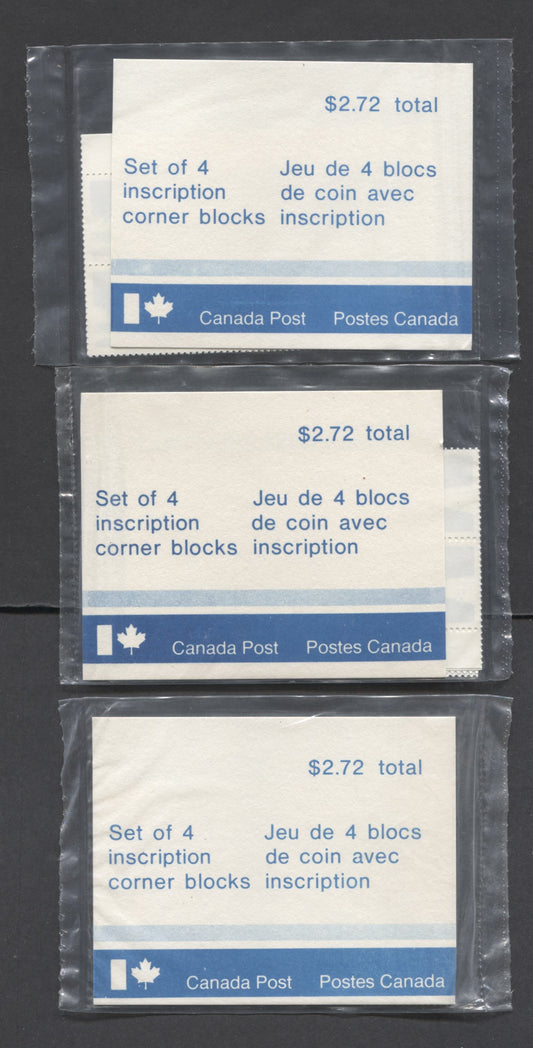 $2.72 total
Set of 4 Jeu de 4 blocs
inscription de coin avec
corner blocks inscription
Canada Post Postes Canada
$2.72 total
Set of 4 Jeu de 4 blocs
inscription de coin avec
corner blocks inscription
Canada Post Postes Canada
$2.72 total
Set of 4 Jeu de 4 blocs
inscription de coin avec
corner blocks inscription
Canada Post Postes Canada